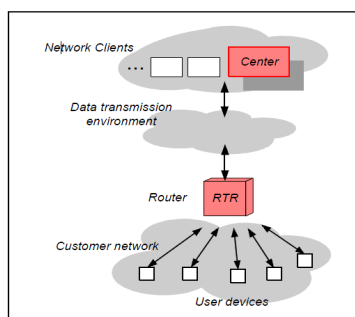 Network Clients
... Center
Data transmission
environment
Router RTR
Customer network
User devices